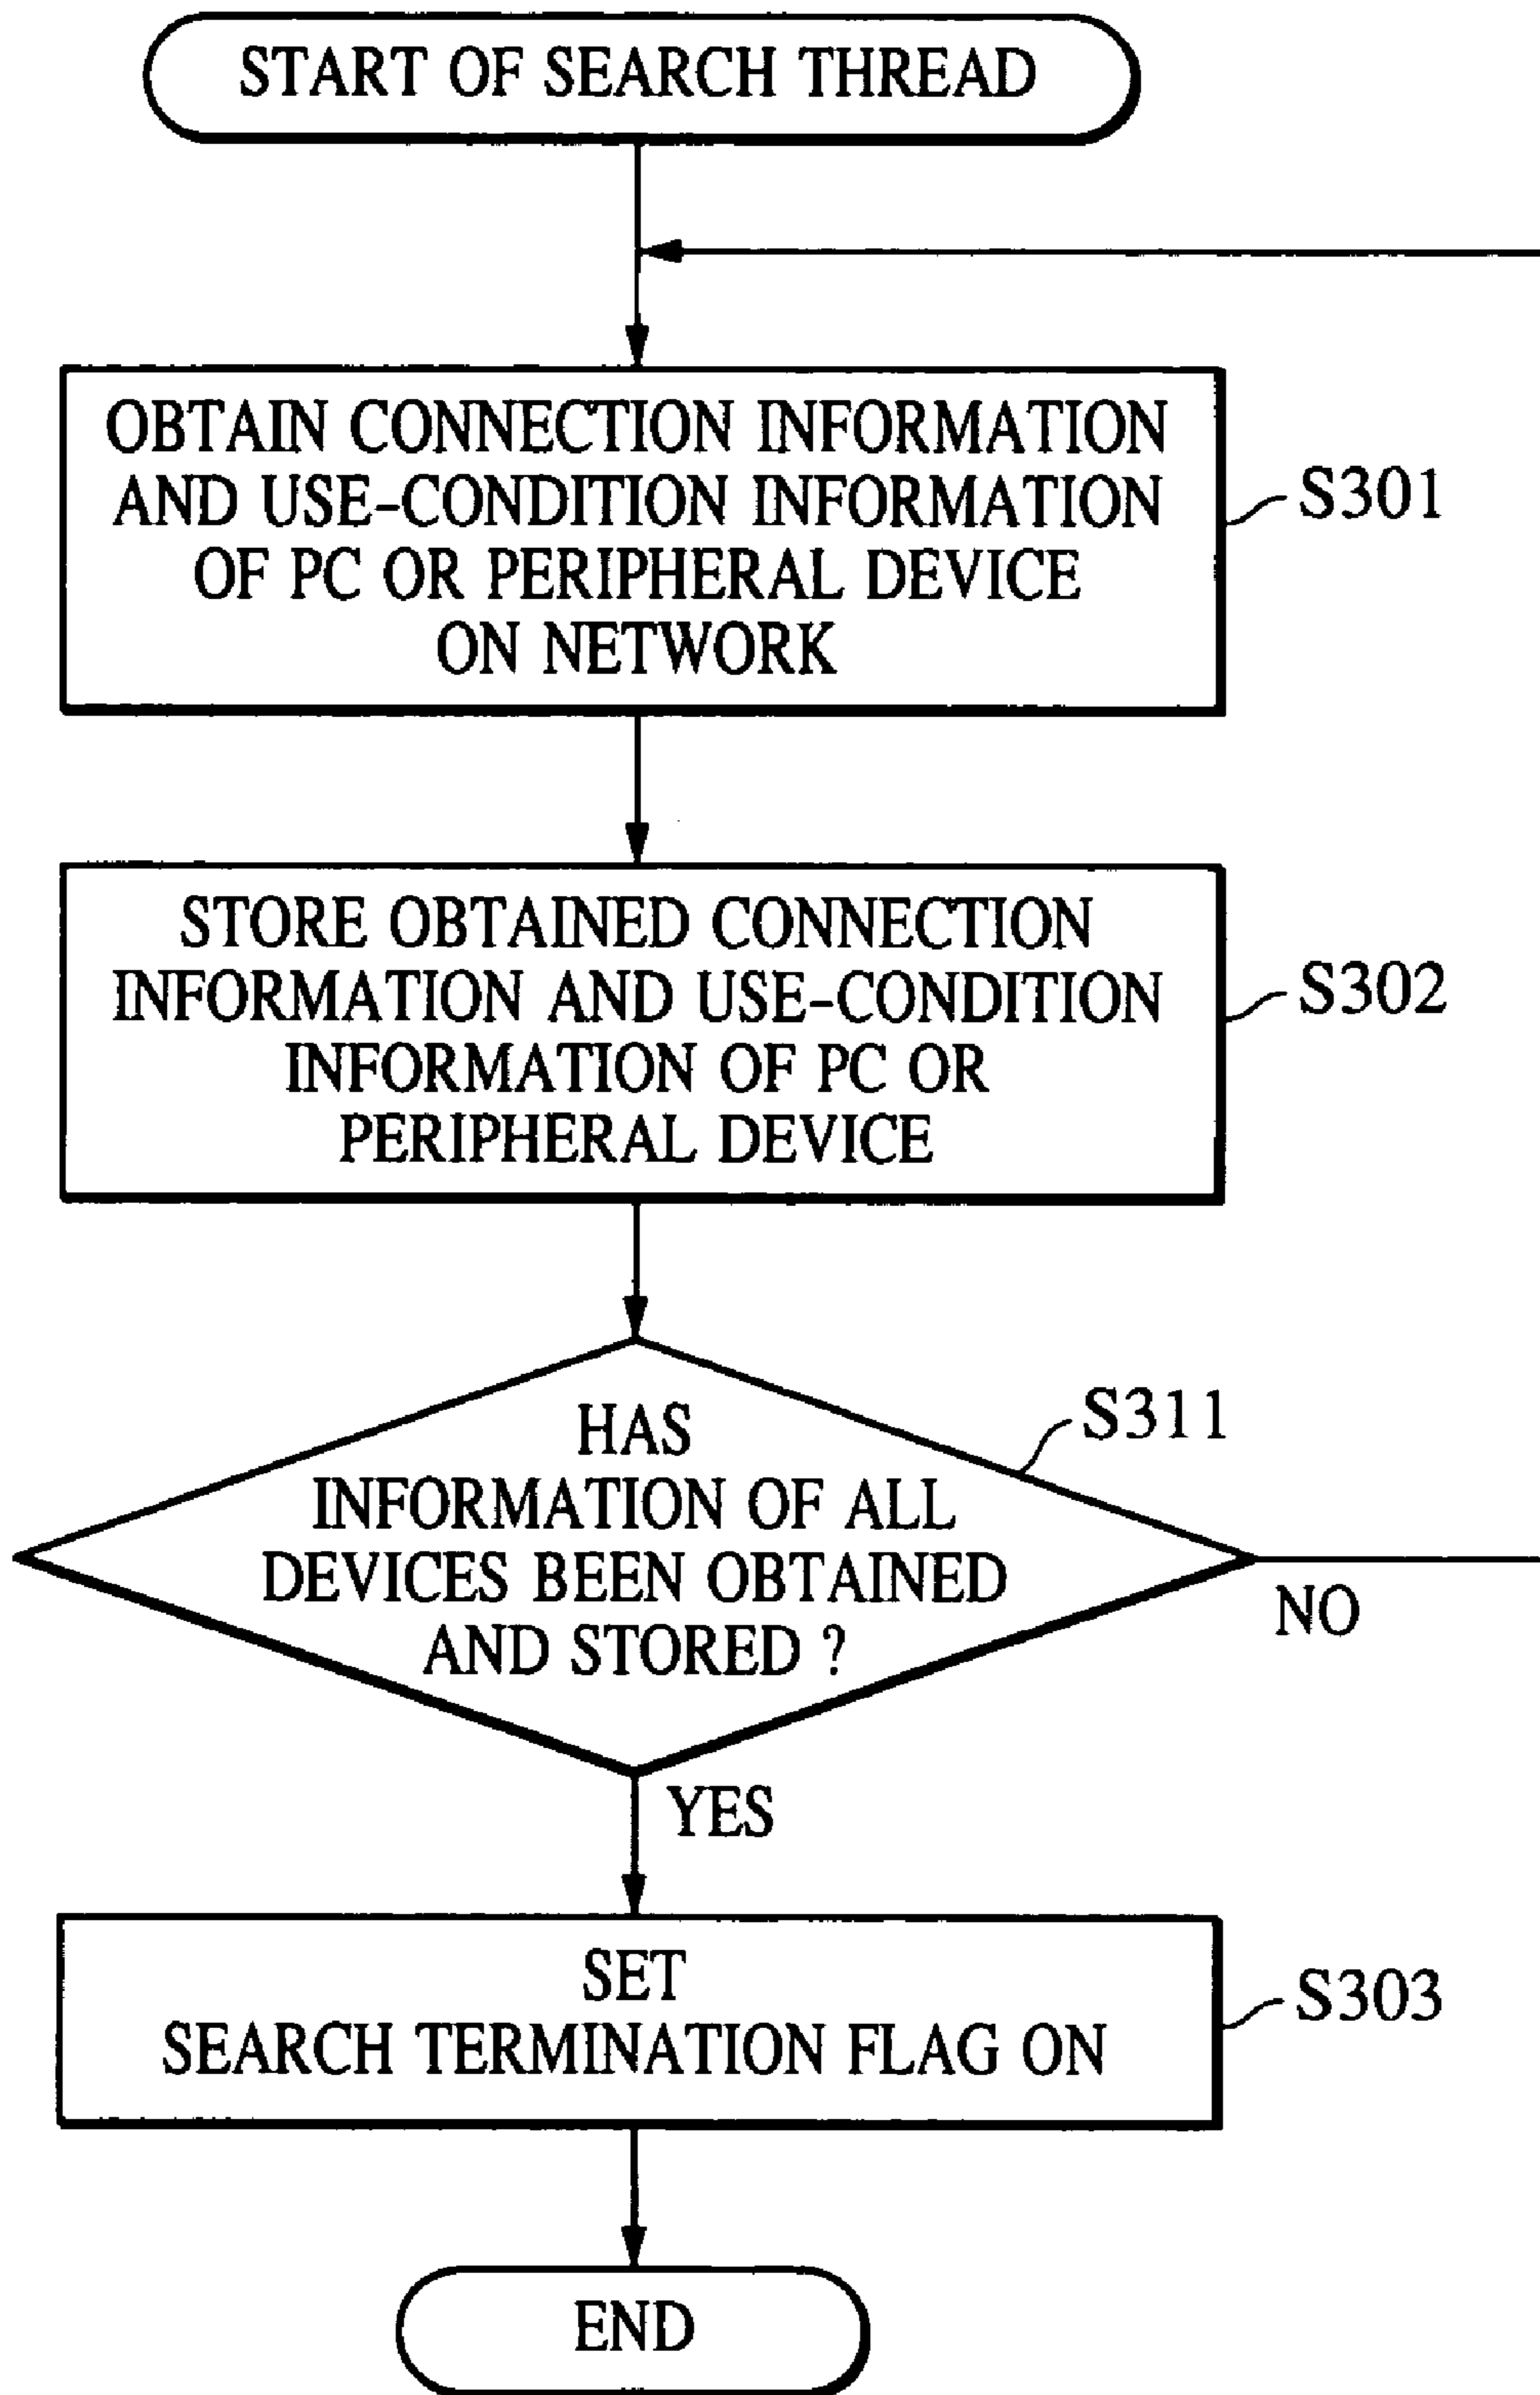 START OF SEARCH THREAD
OBTAIN CONNECTION INFORMATION
AND USE-CONDITION INFORMATION
OF PC OR PERIPHERAL DEVICE
ON NETWORK
S301
STORE OBTAINED CONNECTION
INFORMATION AND USE-CONDITION
INFORMATION OF PC OR
PERIPHERAL DEVICE
S302
HAS
INFORMATION OF ALL
DEVICES BEEN OBTAINED
AND STORED ?
S311
NO
YES
SET
SEARCH TERMINATION FLAG ON
S303
END